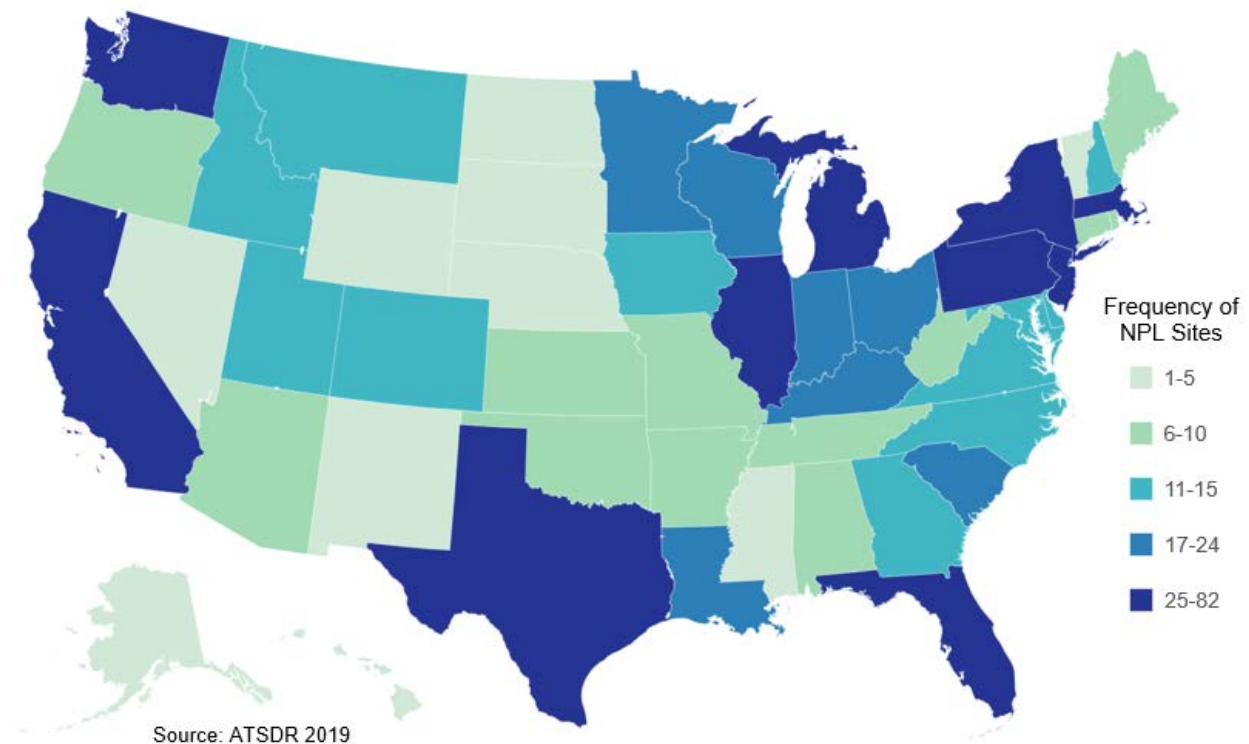 Frequency of
NPL Sites
1-5
6-10
11-15
17-24
25-82
Source: ATSDR 2019